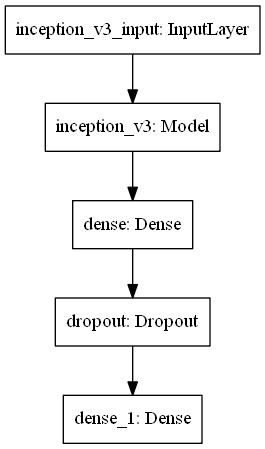 inception_v3_input: InputLayer
inception_v3: Model
dense: Dense
dropout: Dropout
dense_1: Dense